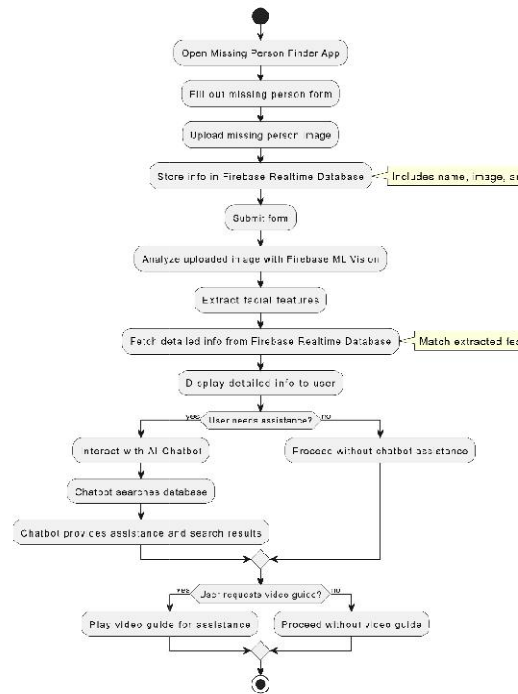 Open Missing Person Finder App
Fill out missing person form
Upload missing person image
Store info in Firebase Realtime Database
Includes name, image,
Submit form
Analyze uploaded image with Firebase ML Vision
Extract facial features
Fetch detailed info from Firebase Realtime Database
Match extracted
Display detailed info to user
yes
User needs assistance?
no
Interact with AI Chatbot
Proceed without chatbot assistance
Chatbot searches database
Chatbot provides assistance and search results
yes
User requests video guide?
no
Play video guide for assistance
Proceed without video guide